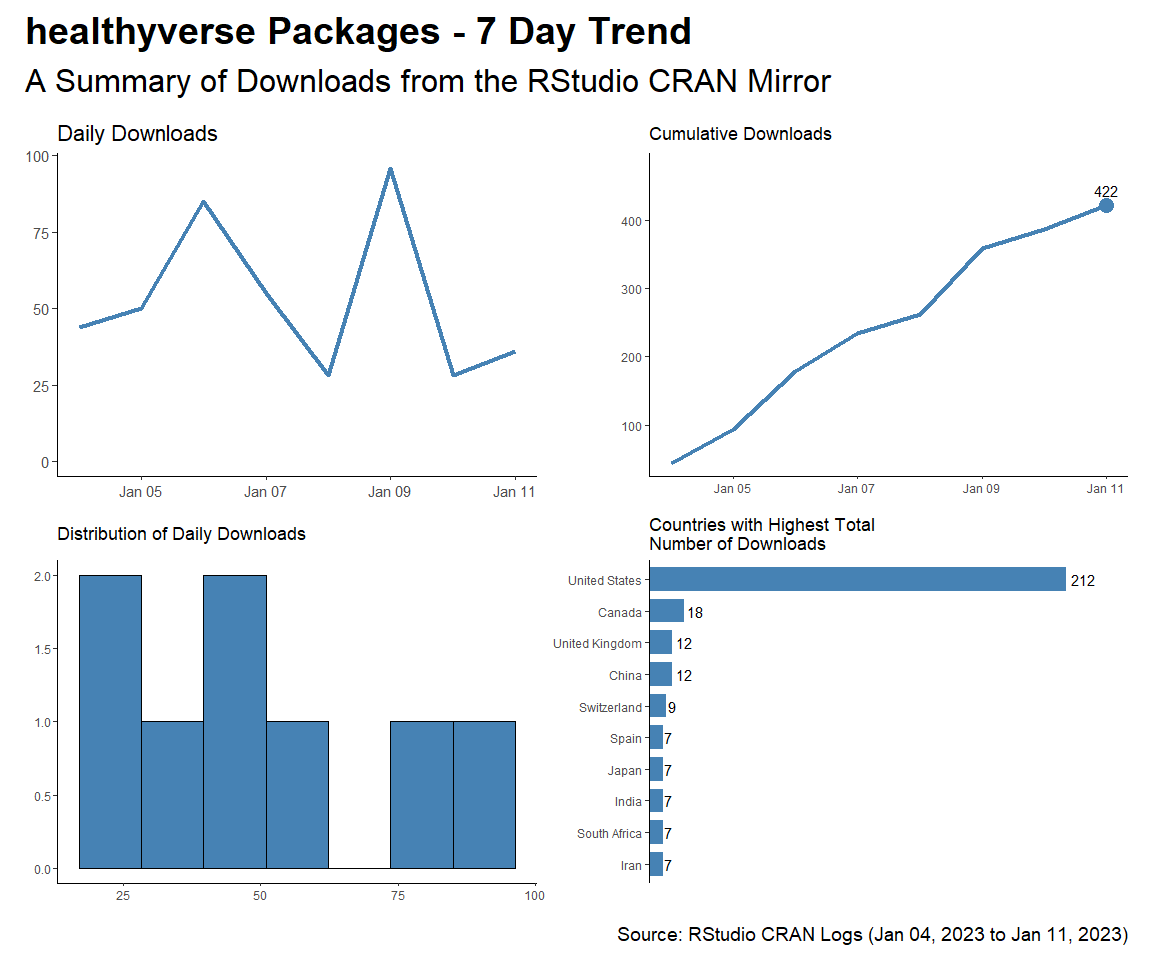 healthyverse Packages - 7 Day Trend
A Summary of Downloads from the RStudio CRAN Mirror
Daily Downloads
100
75
50
25
0
Jan 05 Jan 07 Jan 09 Jan 11
Cumulative Downloads
422
400
300
200
100
Jan 05 Jan 07 Jan 09 Jan 11
Distribution of Daily Downloads
2.0
1.5
1.0
0.5
0.0
25 50 75 100
Countries with Highest Total
Number of Downloads
United States 212
Canada 18
United Kingdom 12
China 12
Switzerland 9
Spain 7
Japan 7
India 7
South Africa 7
Iran 7
Source: RStudio CRAN Logs (Jan 04, 2023 to Jan 11, 2023)